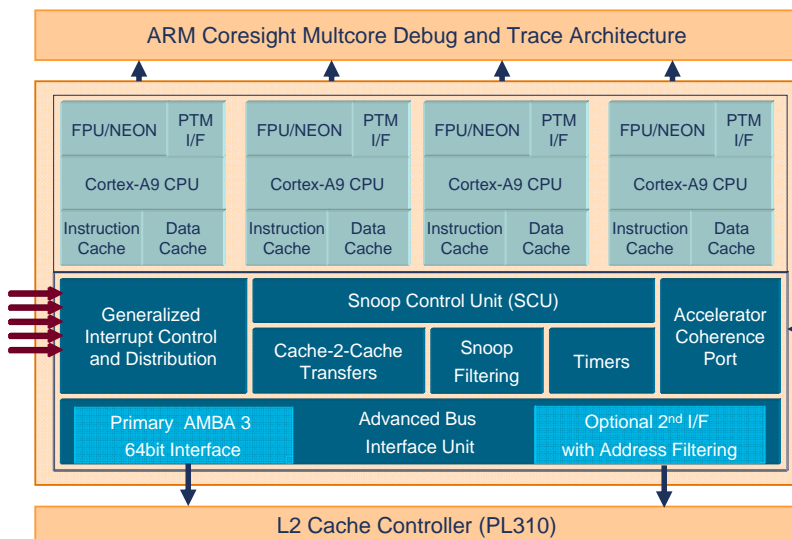 ARM Coresight Multcore Debug and Trace Architecture
FPU/NEON
PTM
I/F
Cortex-A9 CPU
Instruction
Cache
Data
Cache
FPU/NEON
PTM
I/F
Cortex-A9 CPU
Instruction
Cache
Data
Cache
FPU/NEON
PTM
I/F
Cortex-A9 CPU
Instruction
Cache
Data
Cache
FPU/NEON
PTM
I/F
Cortex-A9 CPU
Instruction
Cache
Data
Cache
Generalized
Interrupt Control
and Distribution
Snoop Control Unit (SCU)
Cache-2-Cache
Transfers
Snoop
Filtering
Timers
Accelerator
Coherence
Port
Primary AMBA 3
64bit Interface
Advanced Bus
Interface Unit
Optional 2nd I/F
with Address Filtering
L2 Cache Controller (PL310)